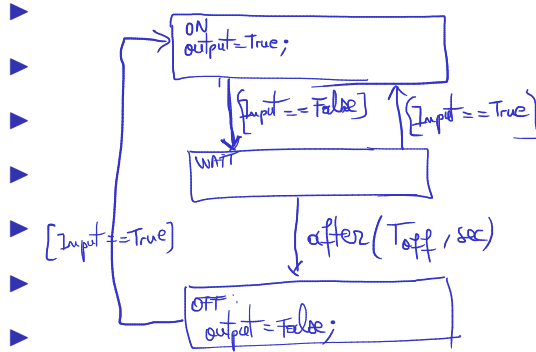 ON
output=True;
[Input==False]
[Input==True]
WAIT
[Input==True]
after(Toff, sec)
OFF:
output=False;